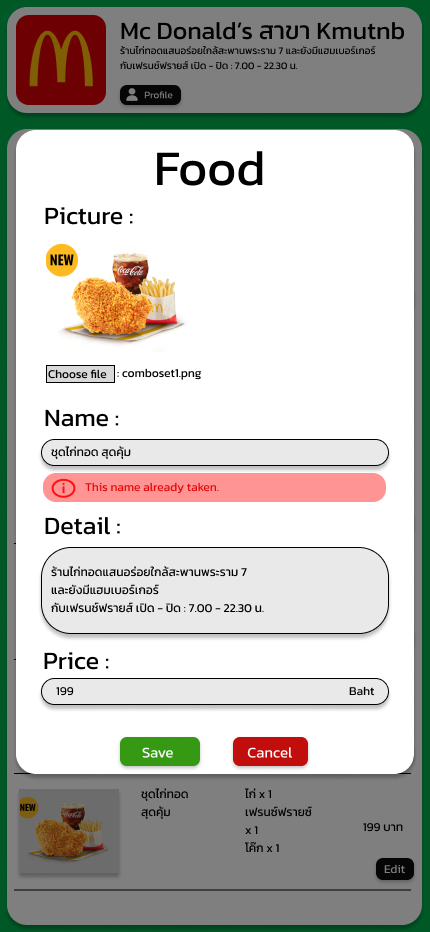 Mc Donald's สาขา Kmutnb
ร้านไก่ทอดแสนอร่อยใกล้สะพานพระราม 7 และยังมีแฮมเบอร์เกอร์
กับเฟรนช์ฟรายส์ เปิด - ปิด : 7.00 - 22.30 น.
Profile
Food
Picture :
NEW
Coca-Cola
Choose file : comboset1.png
Name :
ชุดไก่ทอด สุดคุ้ม
This name already taken.
Detail :
ร้านไก่ทอดแสนอร่อยใกล้สะพานพระราม 7
และยังมีแฮมเบอร์เกอร์
กับเฟรนช์ฟรายส์ เปิด - ปิด : 7.00 - 22.30 น.
Price :
199 Baht
Save Cancel
NEW
ชุดไก่ทอด
สุดคุ้ม
ไก่ x 1
เฟรนช์ฟรายซ์
x 1
โค๊ก x 1
199 บาท
Edit